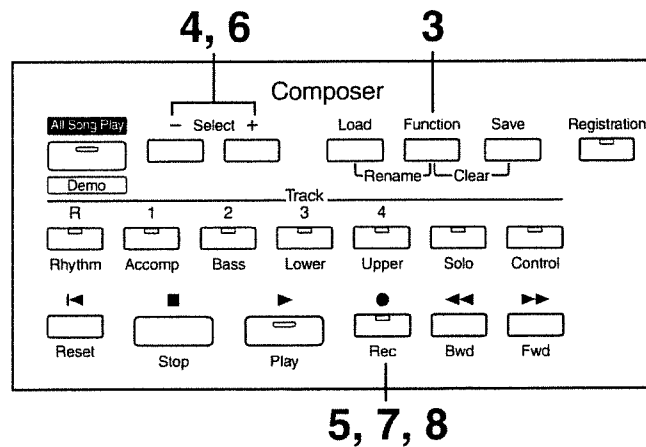 4, 6
3
Composer
All Song Play
− Select +
Load
Function
Save
Registration
Demo
Rename
Clear
Track
R
1
2
3
4
Rhythm
Accomp
Bass
Lower
Upper
Solo
Control
Reset
Stop
Play
Rec
Bwd
Fwd
5, 7, 8